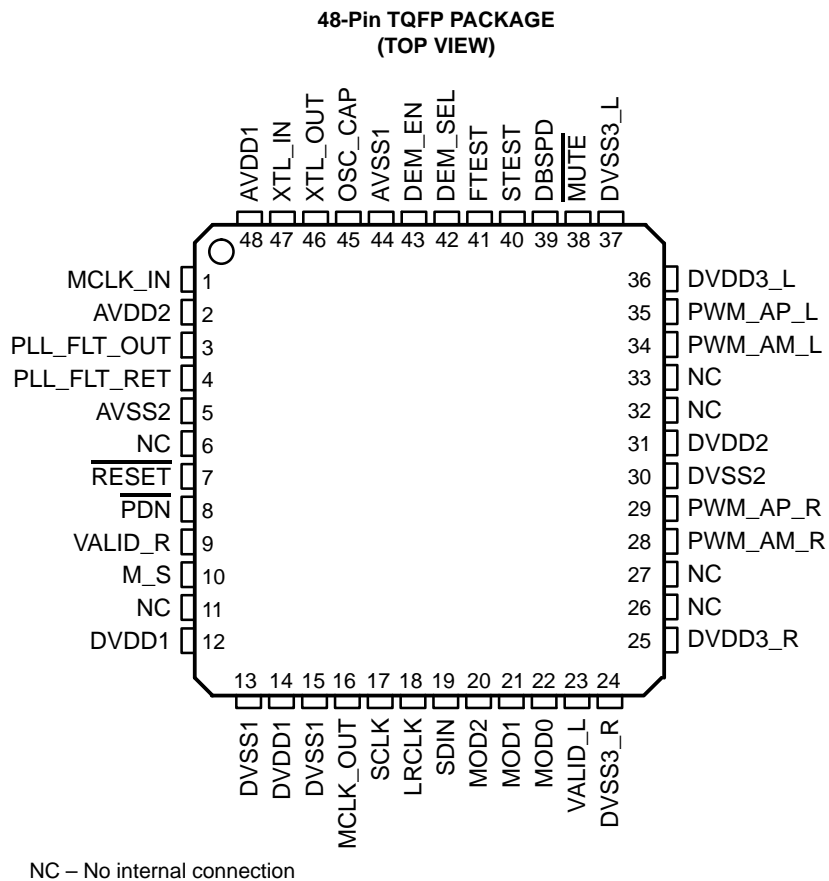 48-Pin TQFP PACKAGE
(TOP VIEW)
AVDD1
XTL_IN
XTL_OUT
OSC_CAP
AVSS1
DEM_EN
DEM_SEL
FTEST
STEST
DBSPD
MUTE
DVSS3_L
48 47 46 45 44 43 42 41 40 39 38 37
MCLK_IN 1
AVDD2 2
PLL_FLT_OUT 3
PLL_FLT_RET 4
AVSS2 5
NC 6
RESET 7
PDN 8
VALID_R 9
M_S 10
NC 11
DVDD1 12
36 DVDD3_L
35 PWM_AP_L
34 PWM_AM_L
33 NC
32 NC
31 DVDD2
30 DVSS2
29 PWM_AP_R
28 PWM_AM_R
27 NC
26 NC
25 DVDD3_R
13 14 15 16 17 18 19 20 21 22 23 24
DVSS1
DVDD1
DVSS1
MCLK_OUT
SCLK
LRCLK
SDIN
MOD2
MOD1
MOD0
VALID_L
DVSS3_R
NC – No internal connection